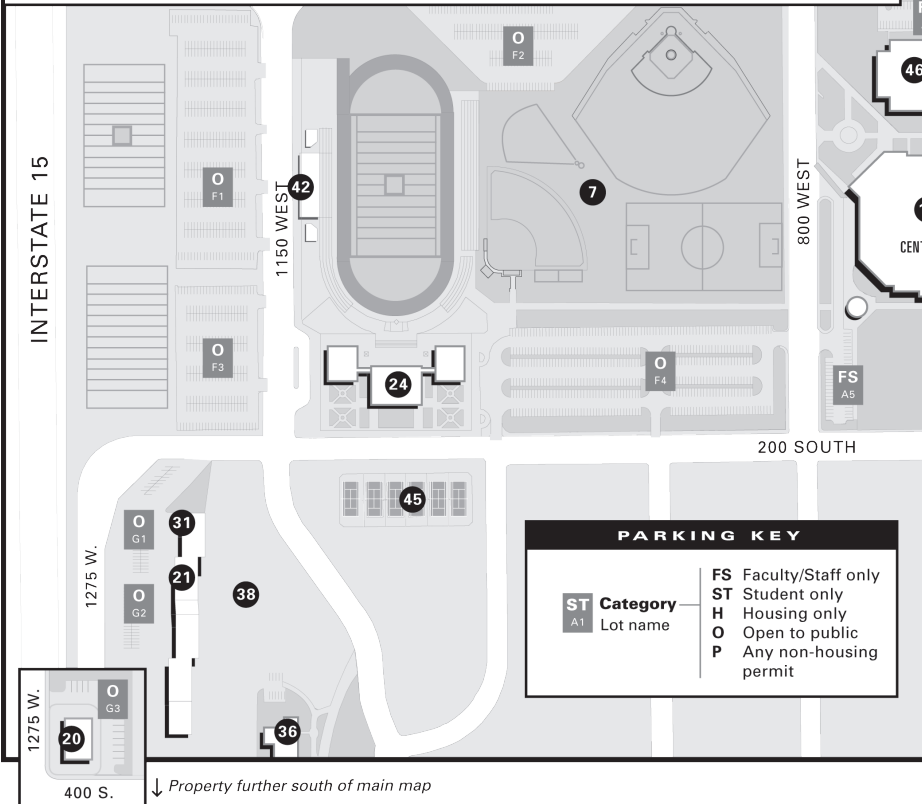 O
F2
46
INTERSTATE 15
O
F1
1150 WEST
42
7
800 WEST
CENT
O
F3
24
O
F4
FS
A5
200 SOUTH
45
1275 W.
O
G1
31
21
O
G2
38
PARKING KEY
ST
A1
Category
Lot name
FS Faculty/Staff only
ST Student only
H Housing only
O Open to public
P Any non-housing
permit
1275 W.
O
G3
20
36
400 S.
↓ Property further south of main map